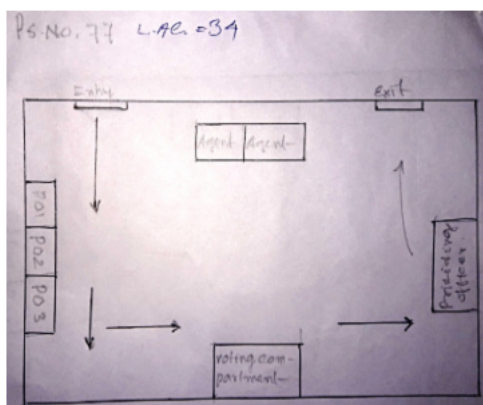 PS.NO. 77 L.AC. = 34
Entry
Exit
Agent Agent
PO1
PO2
PO3
Presiding
officer.
voting com-
partment